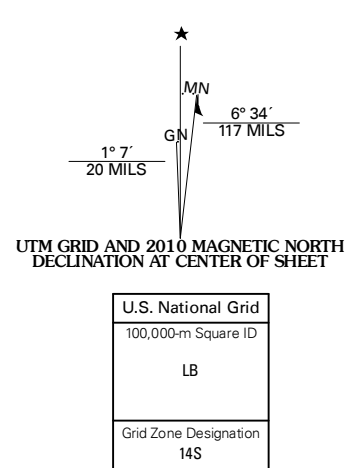 MN
6° 34´
117 MILS
GN
1° 7´
20 MILS
UTM GRID AND 2010 MAGNETIC NORTH
DECLINATION AT CENTER OF SHEET
U.S. National Grid
100,000-m Square ID
LB
Grid Zone Designation
14S